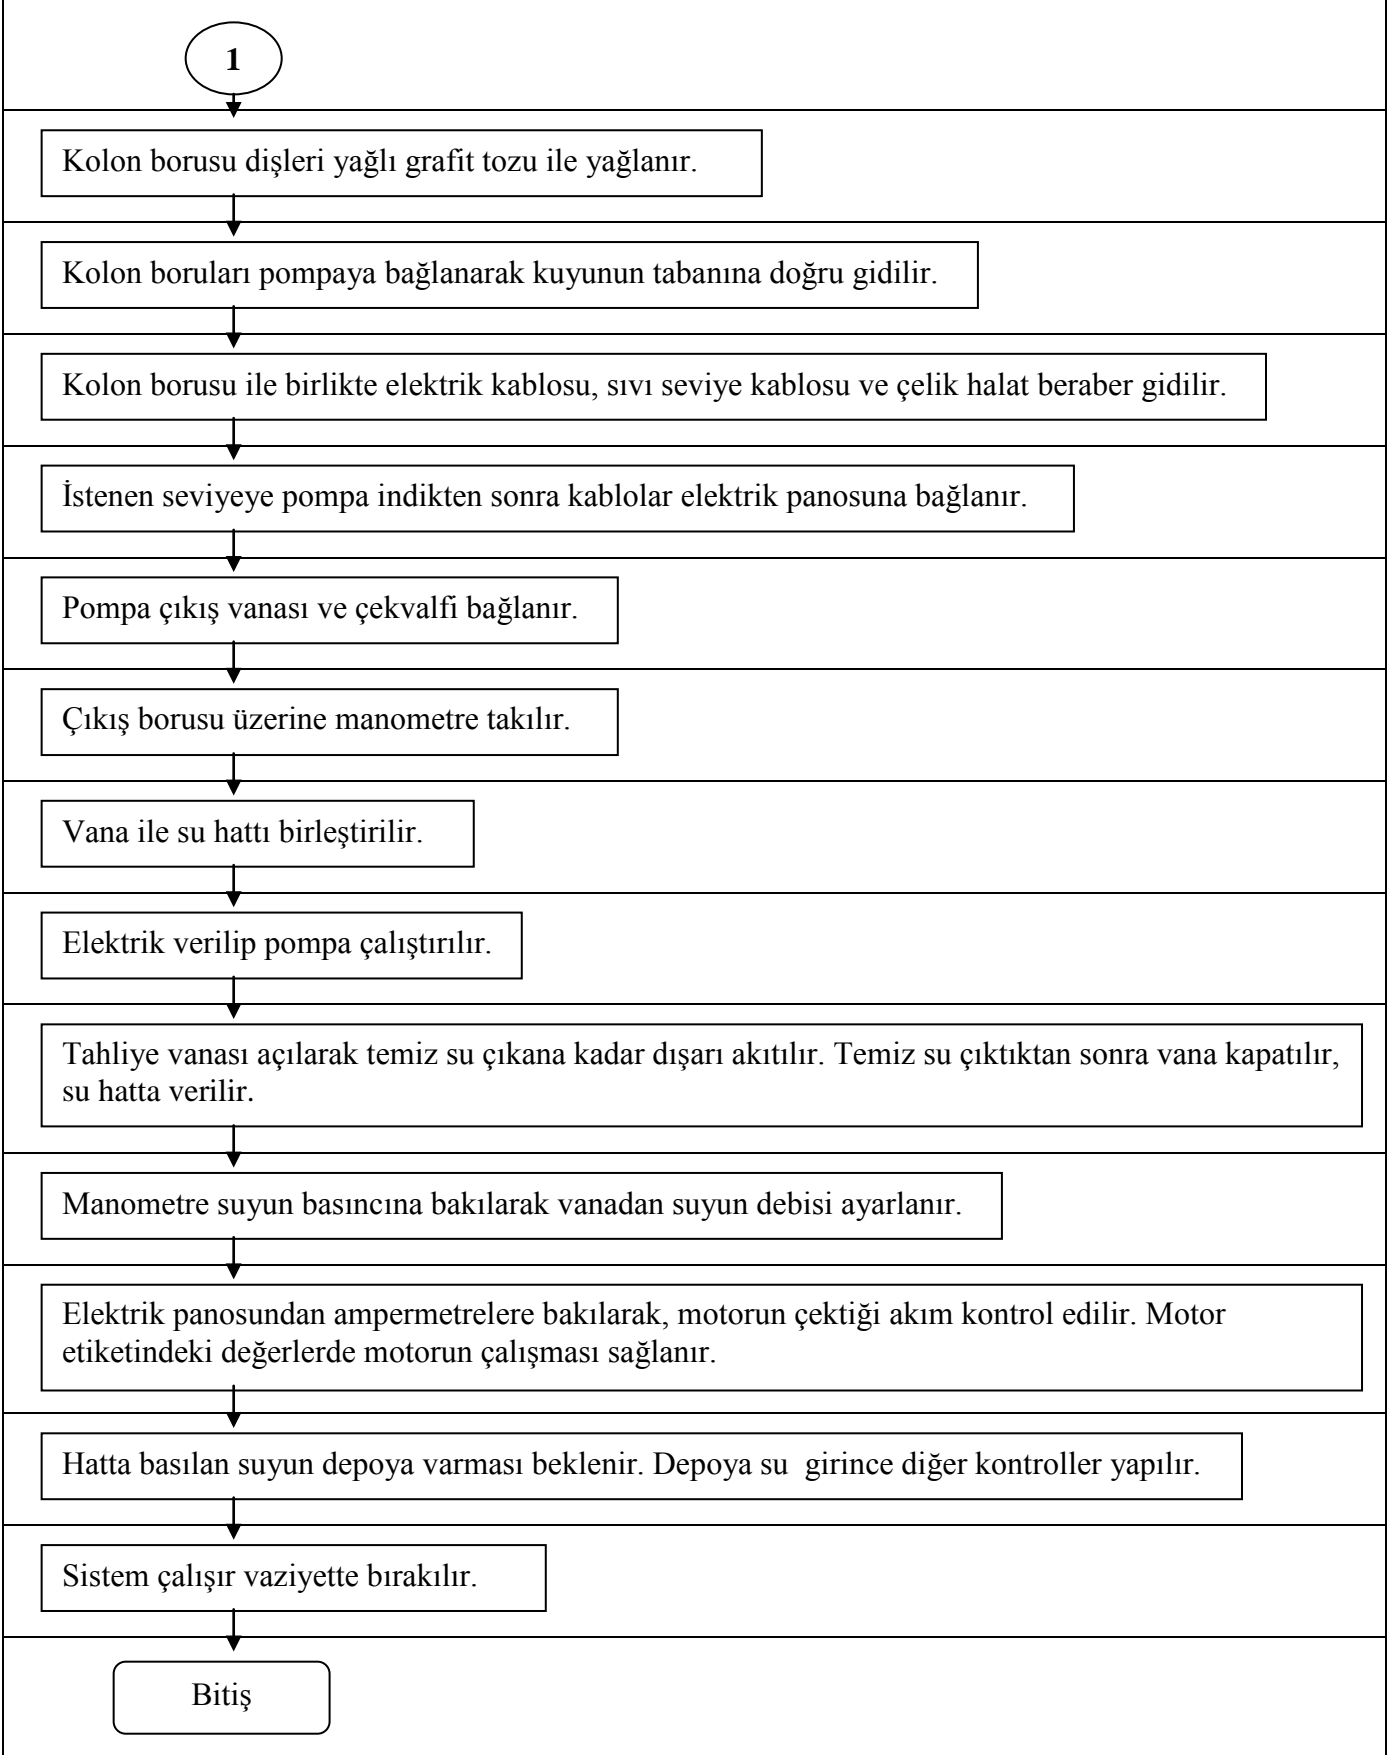 1
Kolon borusu dişleri yağlı grafit tozu ile yağlanır.
Kolon boruları pompaya bağlanarak kuyunun tabanına doğru gidilir.
Kolon borusu ile birlikte elektrik kablosu, sıvı seviye kablosu ve çelik halat beraber gidilir.
İstenen seviyeye pompa indikten sonra kablolar elektrik panosuna bağlanır.
Pompa çıkış vanası ve çekvalfi bağlanır.
Çıkış borusu üzerine manometre takılır.
Vana ile su hattı birleştirilir.
Elektrik verilip pompa çalıştırılır.
Tahliye vanası açılarak temiz su çıkana kadar dışarı akıtılır. Temiz su çıktıktan sonra vana kapatılır,
su hatta verilir.
Manometre suyun basıncına bakılarak vanadan suyun debisi ayarlanır.
Elektrik panosundan ampermetrelere bakılarak, motorun çektiği akım kontrol edilir. Motor
etiketindeki değerlerde motorun çalışması sağlanır.
Hatta basılan suyun depoya varması beklenir. Depoya su  girince diğer kontroller yapılır.
Sistem çalışır vaziyette bırakılır.
Bitiş